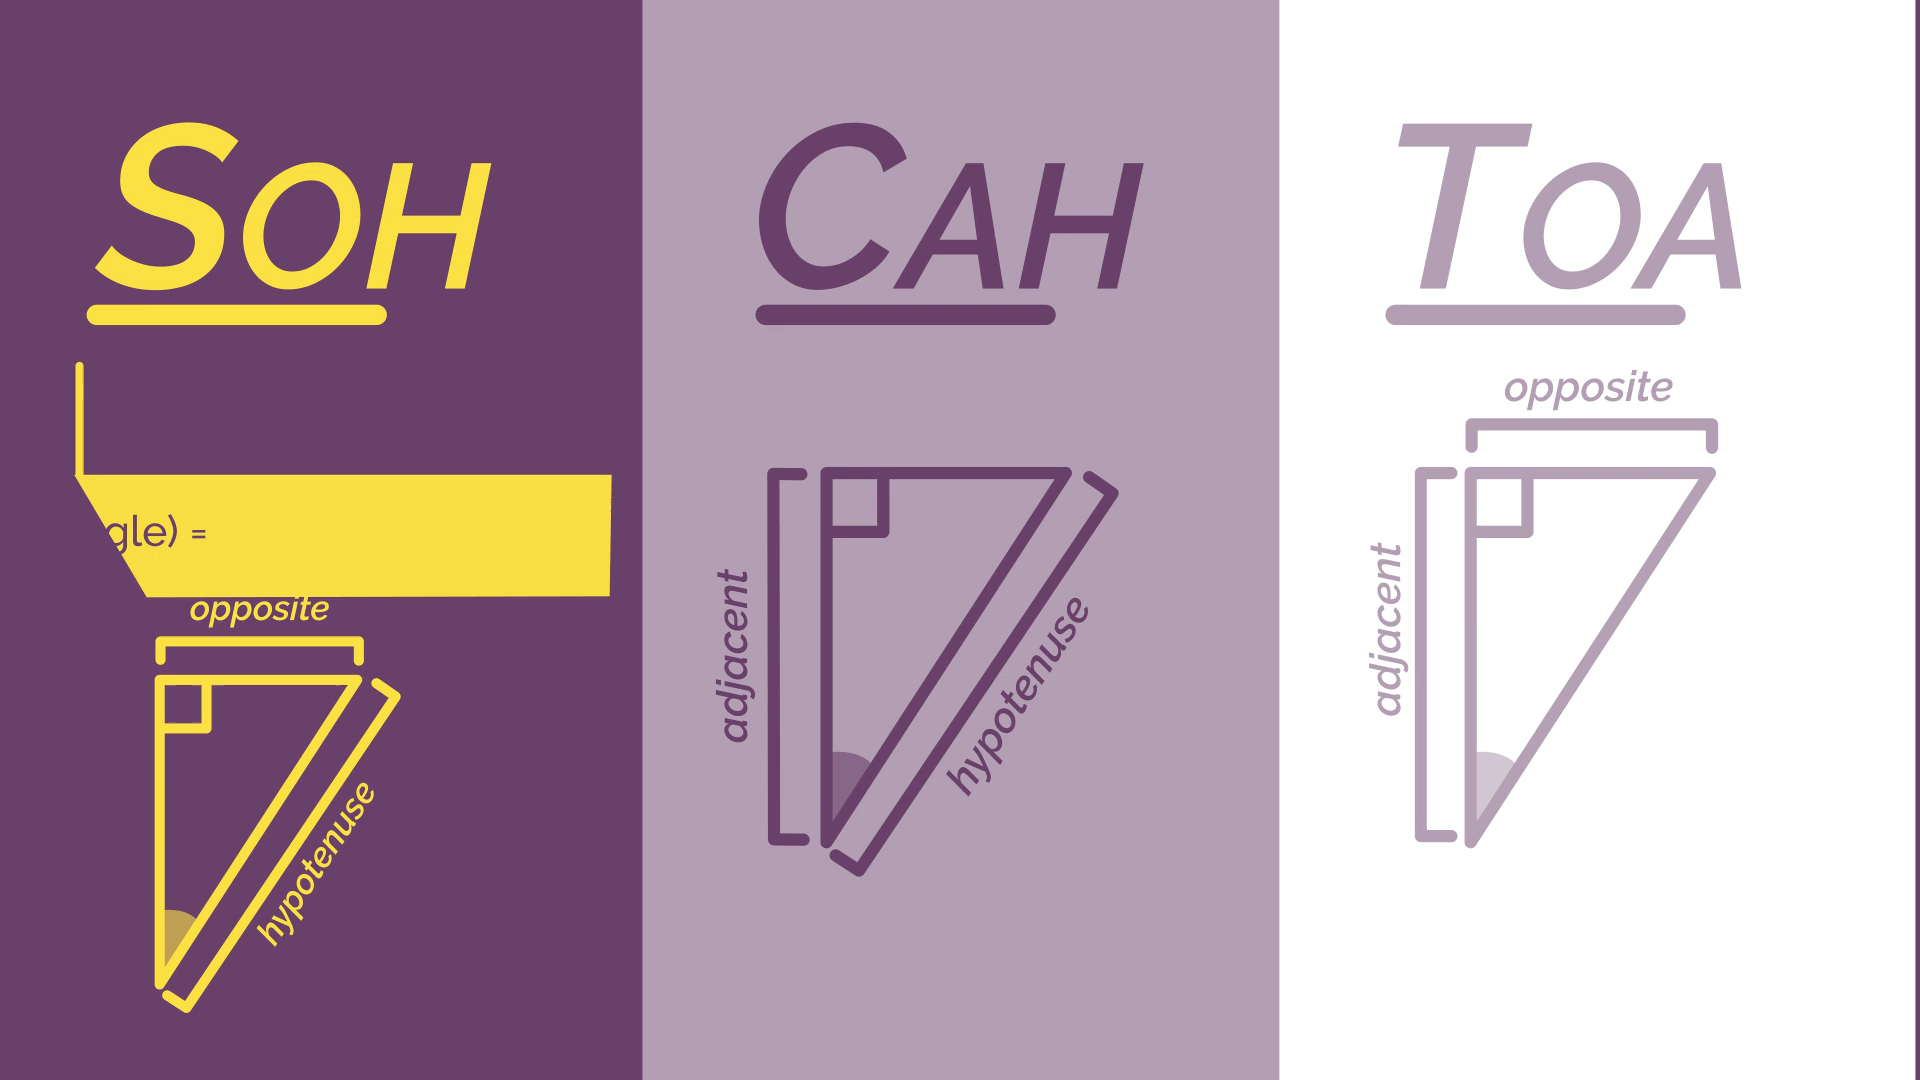 SOH
gle) =
opposite
hypotenuse
CAH
adjacent
hypotenuse
TOA
opposite
adjacent